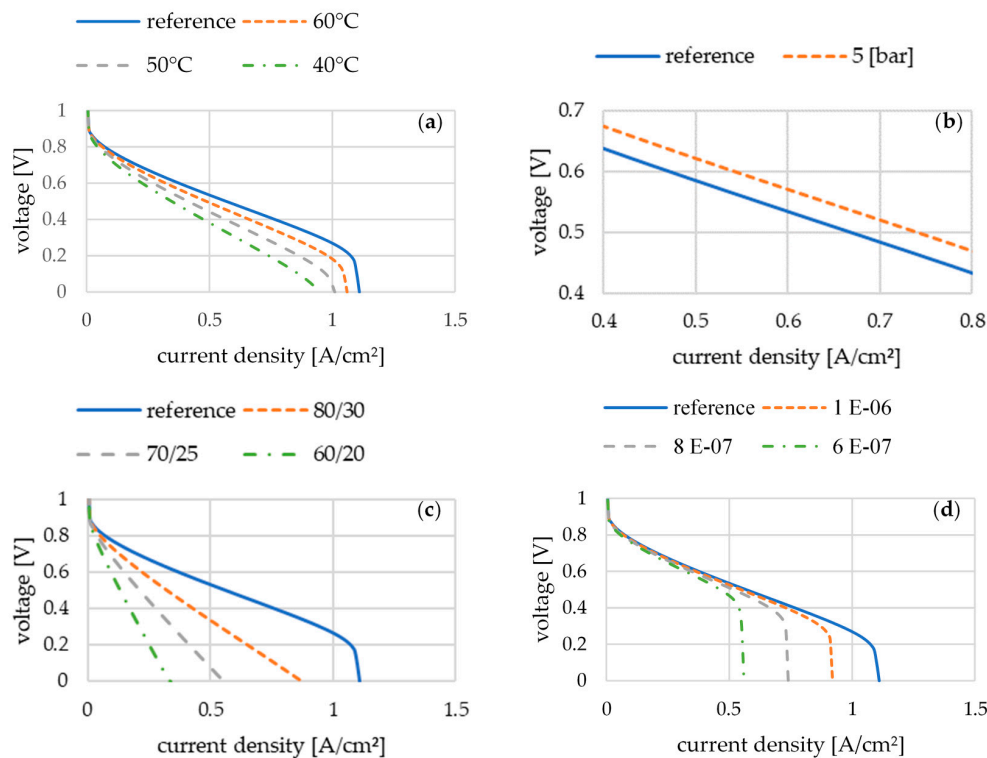 reference 60°C
50°C 40°C
(a)
voltage [V]
1
0.8
0.6
0.4
0.2
0
0 0.5 1 1.5
current density [A/cm²]
reference 5 [bar]
(b)
voltage [V]
0.7
0.6
0.5
0.4
0.4 0.5 0.6 0.7 0.8
current density [A/cm²]
reference 80/30
70/25 60/20
(c)
voltage [V]
1
0.8
0.6
0.4
0.2
0
0 0.5 1 1.5
current density [A/cm²]
reference 1 E-06
8 E-07 6 E-07
(d)
voltage [V]
1
0.8
0.6
0.4
0.2
0
0 0.5 1 1.5
current density [A/cm²]